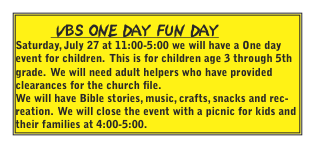 VBS ONE DAY FUN DAY
Saturday, July 27 at 11:00-5:00 we will have a One day
event for children. This is for children age 3 through 5th
grade. We will need adult helpers who have provided
clearances for the church file.
We will have Bible stories, music, crafts, snacks and rec-
reation. We will close the event with a picnic for kids and
their families at 4:00-5:00.